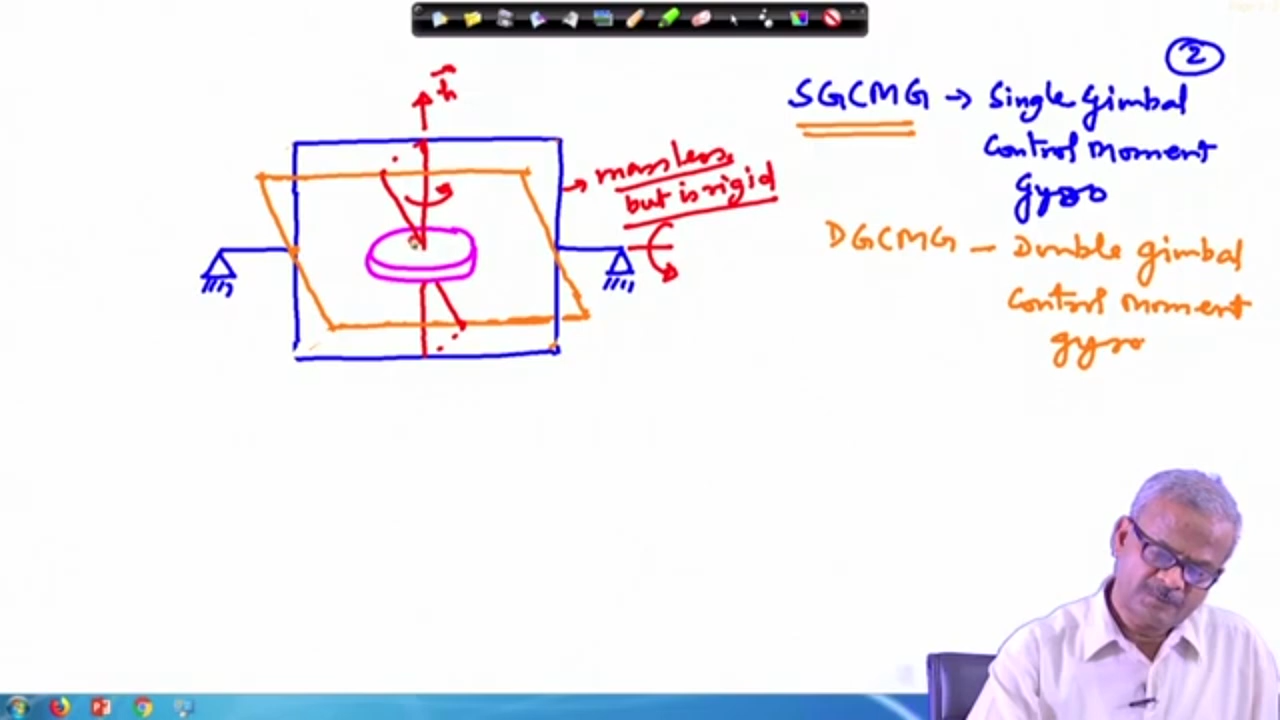 2
h
SGCMG → Single Gimbal
Control Moment
Gyro
massless
but is rigid
DGCMG – Double gimbal
Control moment
gyro